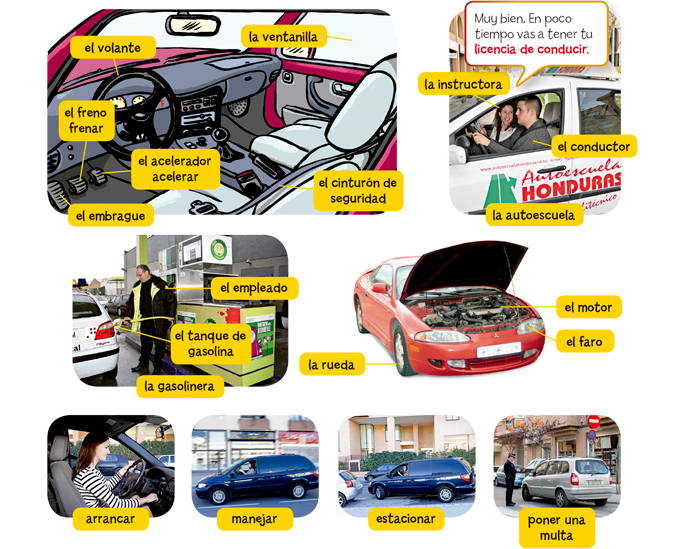 el volante
la ventanilla
el freno
frenar
el acelerador
acelerar
el embrague
el cinturón de
seguridad
Muy bien. En poco
tiempo vas a tener tu
licencia de conducir.
la instructora
el conductor
Autoescuela
HONDURAS
la autoescuela
el empleado
el tanque de
gasolina
la gasolinera
el motor
el faro
la rueda
arrancar
manejar
estacionar
poner una
multa